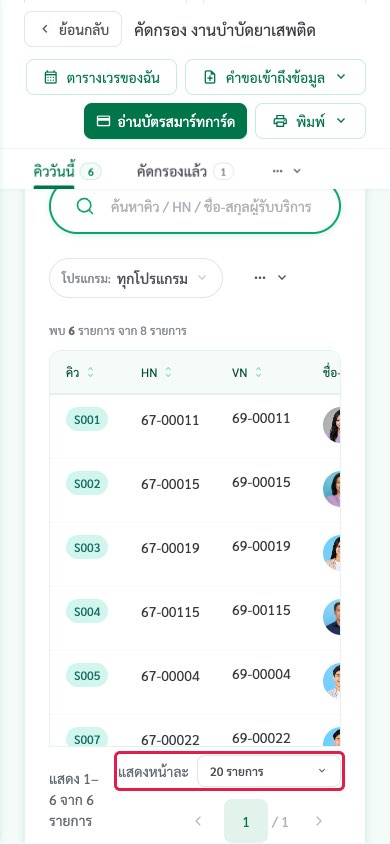 ย้อนกลับ คัดกรอง งานบำบัดยาเสพติด
ตารางเวรของฉัน คำขอเข้าถึงข้อมูล
อ่านบัตรสมาร์ทการ์ด พิมพ์
คิววันนี้ 6 คัดกรองแล้ว 1 ...
ค้นหาคิว / HN / ชื่อ-สกุลผู้รับบริการ
โปรแกรม: ทุกโปรแกรม ...
พบ 6 รายการ จาก 8 รายการ
คิว HN VN ชื่อ-
S001 67-00011 69-00011
S002 67-00015 69-00015
S003 67-00019 69-00019
S004 67-00115 69-00115
S005 67-00004 69-00004
S007 67-00022 69-00022
แสดงหน้าละ 20 รายการ
แสดง 1–
6 จาก 6
รายการ
1 / 1